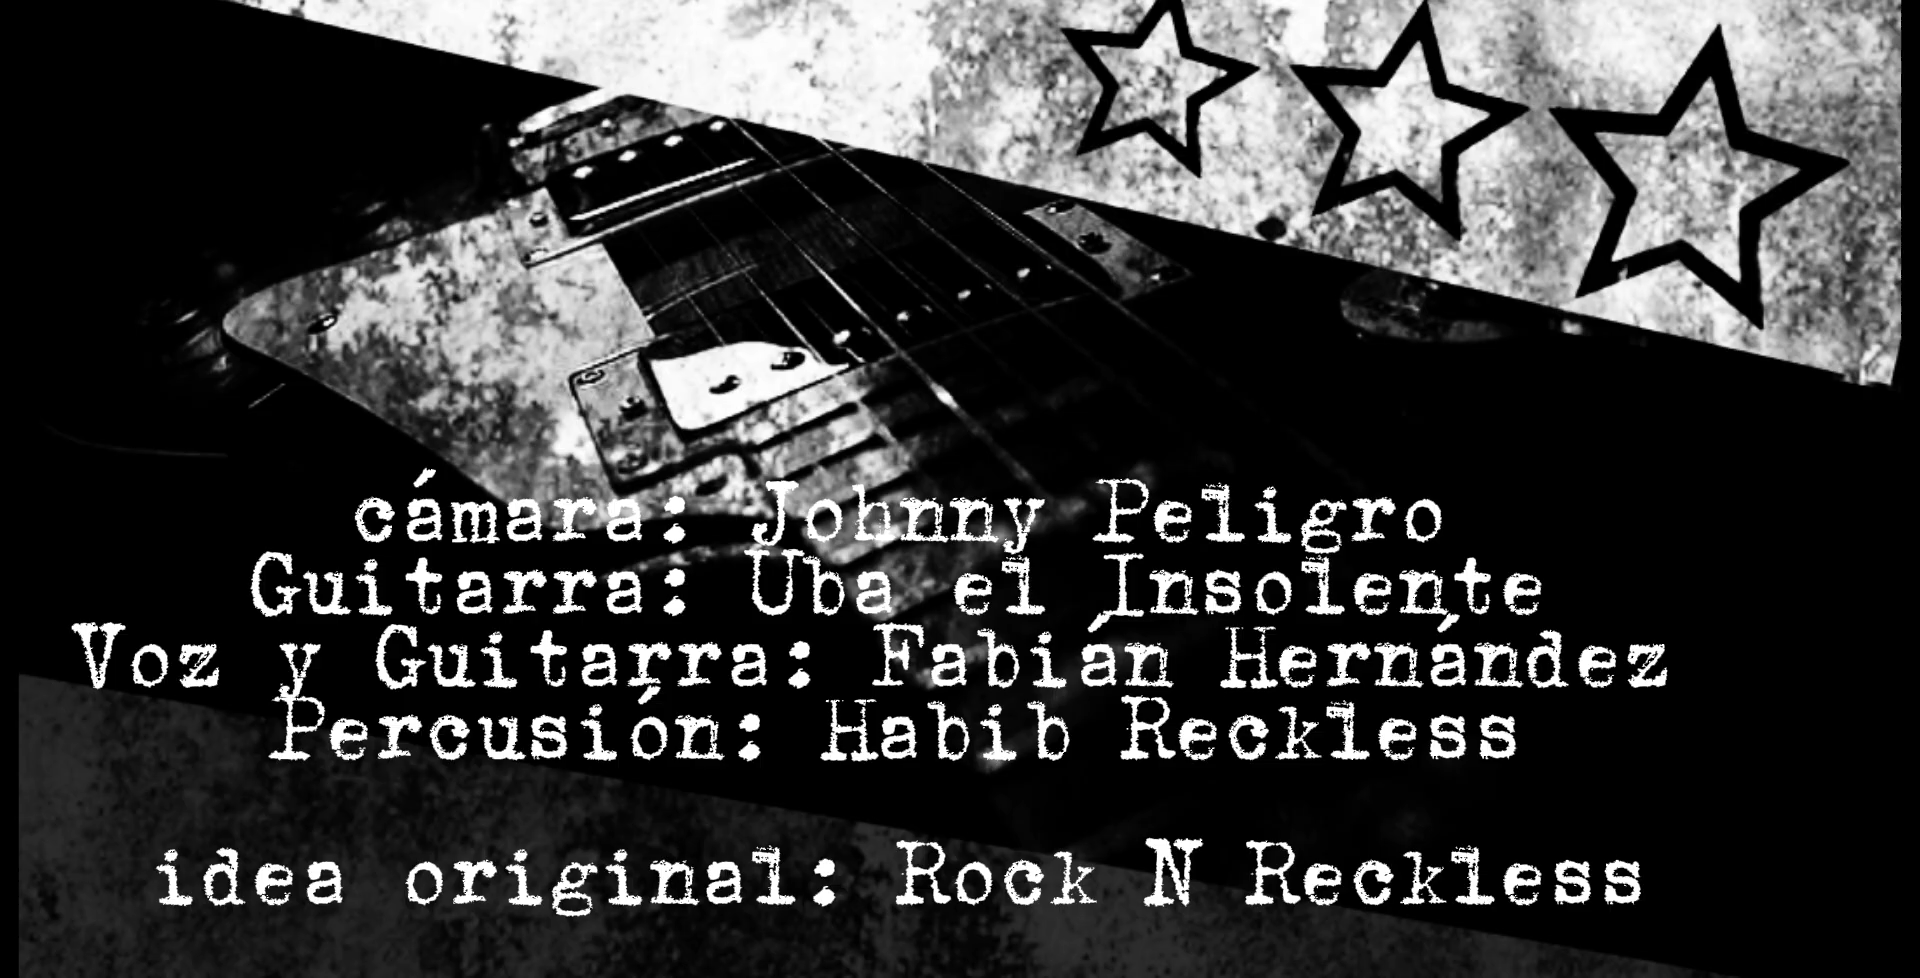 cámara: Johnny Peligro
Guitarra: Uba el Insolente
Voz y Guitarra: Fabián Hernández
Percusión: Habib Reckless
idea original: Rock N Reckless